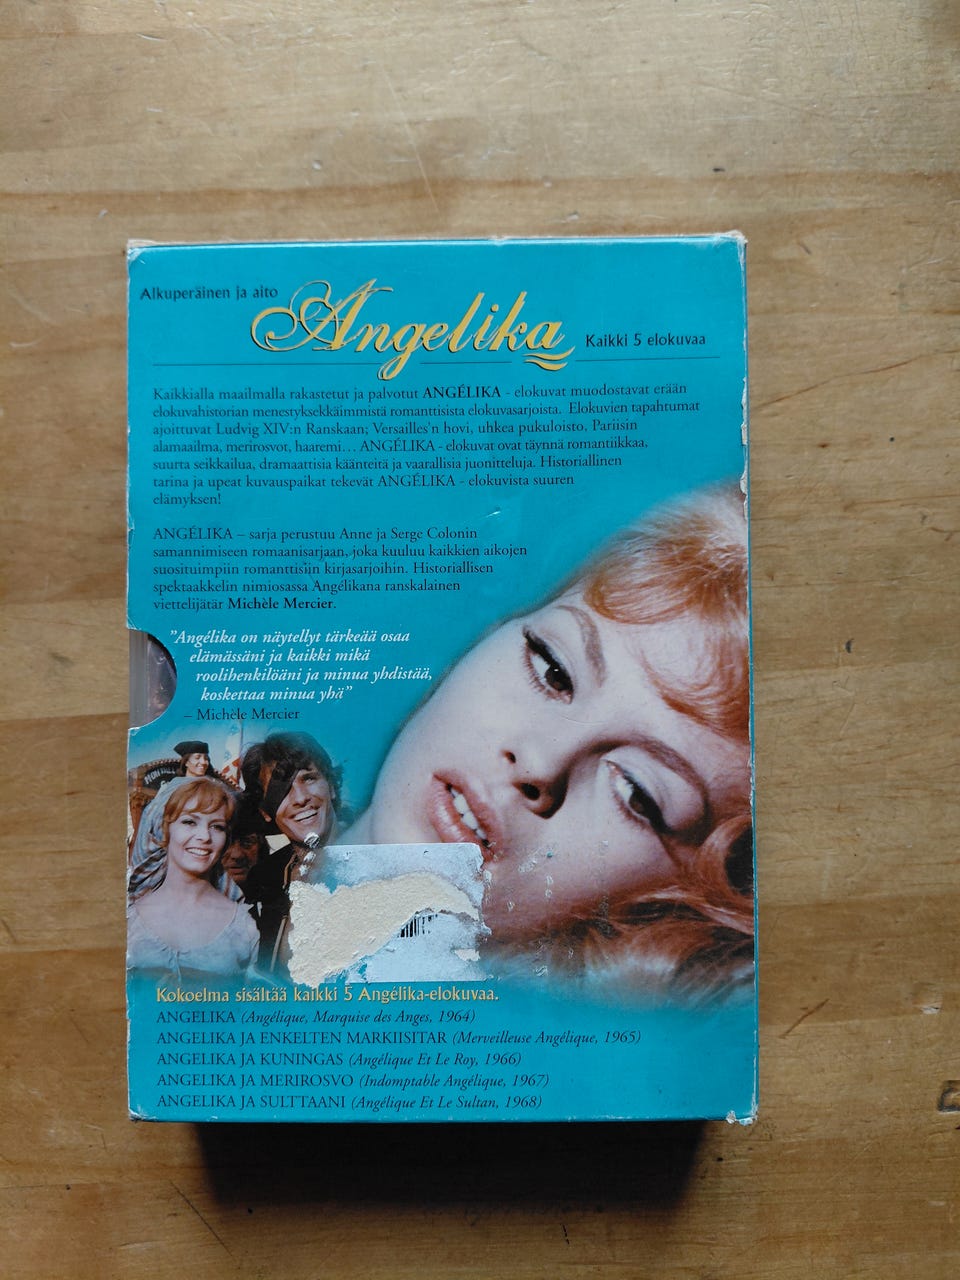 Alkuperäinen ja aito
Angelika
Kaikki 5 elokuvaa
Kaikkialla maailmalla rakastetut ja palvotut ANGÉLIKA - elokuvat muodostavat erään
elokuvahistorian menestyksekkäimmistä romanttisista elokuvasarjoista. Elokuvien tapahtumat
ajoittuvat Ludvig XIV:n Ranskaan; Versailles'n hovi, uhkea pukuloisto. Pariisin
alamaailma, merirosvot, haaremi… ANGÉLIKA - elokuvat ovat täynnä romantiikkaa,
suurta seikkailua, dramaattisia käänteitä ja vaarallisia juonitteluja. Historiallinen
tarina ja upeat kuvauspaikat tekevät ANGÉLIKA - elokuvista suuren
elämyksen!
ANGÉLIKA – sarja perustuu Anne ja Serge Colonin
samannimiseen romaanisarjaan, joka kuuluu kaikkien aikojen
suosituimpiin romanttisiin kirjasarjoihin. Historiallisen
spektaakkelin nimiosassa Angélikana ranskalainen
viettelijätär Michèle Mercier.
"Angélika on näytellyt tärkeää osaa
elämässäni ja kaikki mikä
roolihenkilööni ja minua yhdistää,
koskettaa minua yhä"
– Michèle Mercier
Kokoelma sisältää kaikki 5 Angélika-elokuvaa.
ANGELIKA (Angélique, Marquise des Anges, 1964)
ANGELIKA JA ENKELTEN MARKIISITAR (Merveilleuse Angélique, 1965)
ANGELIKA JA KUNINGAS (Angélique Et Le Roy, 1966)
ANGELIKA JA MERIROSVO (Indomptable Angélique, 1967)
ANGELIKA JA SULTTAANI (Angélique Et Le Sultan, 1968)